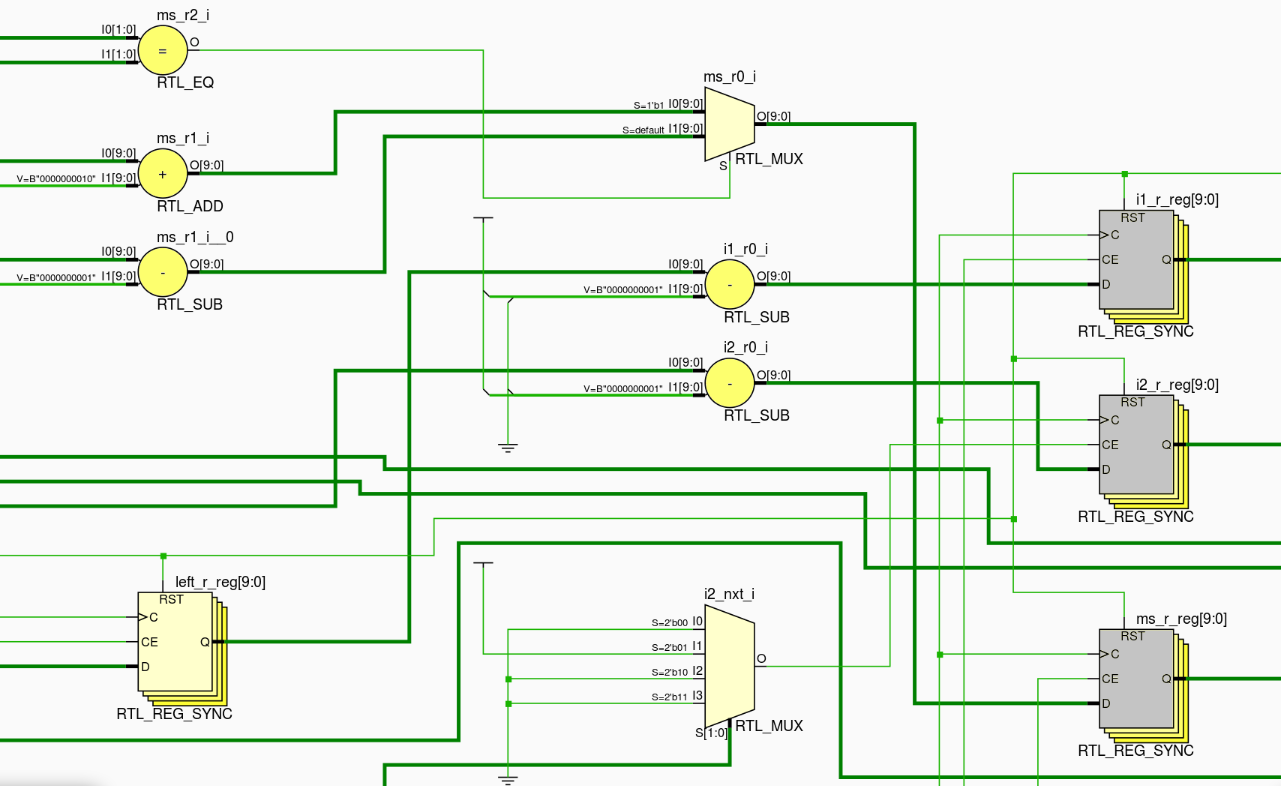 ms_r2_i
I0[1:0]
I1[1:0]
=
O
RTL_EQ
ms_r1_i
I0[9:0]
V=B"0000000010" I1[9:0]
+
O[9:0]
RTL_ADD
ms_r1_i__0
I0[9:0]
V=B"0000000001" I1[9:0]
-
O[9:0]
RTL_SUB
ms_r0_i
S=1'b1 I0[9:0]
S=default I1[9:0]
O[9:0]
S
RTL_MUX
i1_r0_i
I0[9:0]
V=B"0000000001" I1[9:0]
-
O[9:0]
RTL_SUB
i2_r0_i
I0[9:0]
V=B"0000000001" I1[9:0]
-
O[9:0]
RTL_SUB
i1_r_reg[9:0]
RST
C
CE
Q
D
RTL_REG_SYNC
i2_r_reg[9:0]
RST
C
CE
Q
D
RTL_REG_SYNC
left_r_reg[9:0]
RST
C
CE
Q
D
RTL_REG_SYNC
i2_nxt_i
S=2'b00 I0
S=2'b01 I1
S=2'b10 I2
S=2'b11 I3
O
S[1:0]
RTL_MUX
ms_r_reg[9:0]
RST
C
CE
Q
D
RTL_REG_SYNC